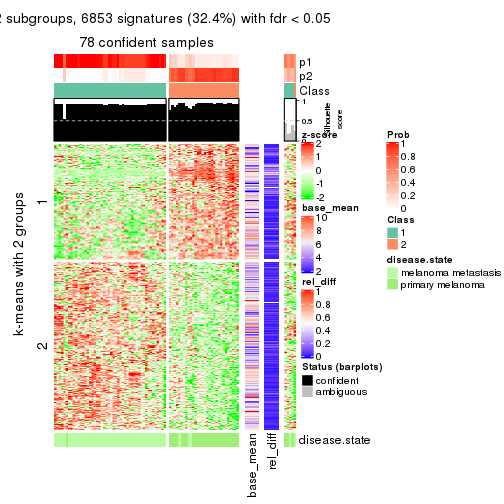 2 subgroups, 6853 signatures (32.4%) with fdr < 0.05
78 confident samples
p1
p2
Class
1
0.5
0
Silhouette
score
k-means with 2 groups
1
2
base_mean
rel_diff
disease.state
z-score
2
1
0
-1
-2
base_mean
10
8
6
4
2
rel_diff
1
0.8
0.6
0.4
0.2
0
Status (barplots)
confident
ambiguous
Prob
1
0.8
0.6
0.4
0.2
0
Class
1
2
disease.state
melanoma metastasis
primary melanoma